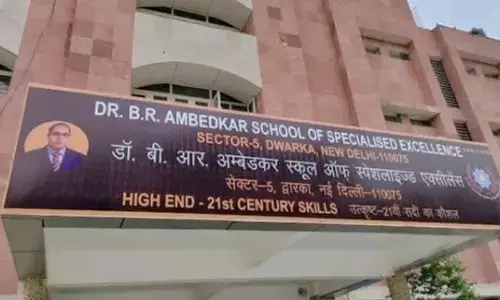 DR. B.R. AMBEDKAR SCHOOL OF SPECIALISED EXCELLENCE
SECTOR-5, DWARKA, NEW DELHI-110075
डॉ. बी. आर. अम्बेडकर स्कूल ऑफ स्पेशलाइज्ड एक्सीलेंस
सेक्टर-5, द्वारका, नई दिल्ली-110075
HIGH END - 21st CENTURY SKILLS उत्कृष्ट-21वीं सदी का कौशल